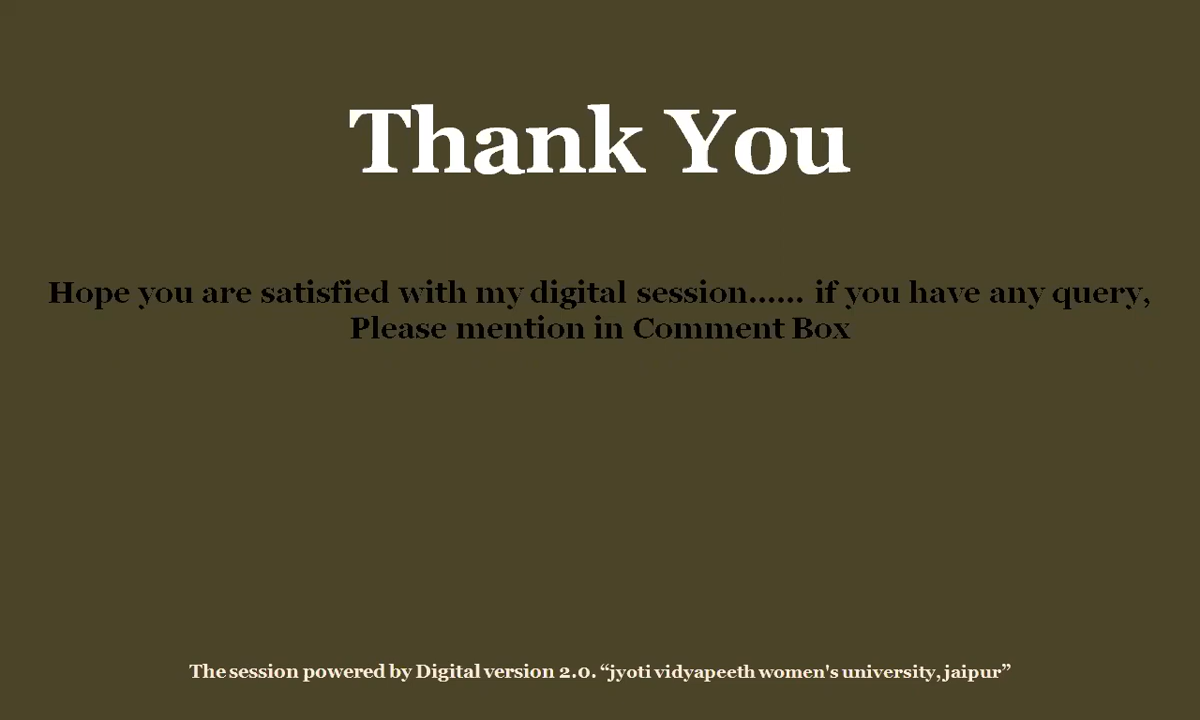 Thank You
Hope you are satisfied with my digital session...... if you have any query,
Please mention in Comment Box
The session powered by Digital version 2.0. “jyoti vidyapeeth women's university, jaipur”